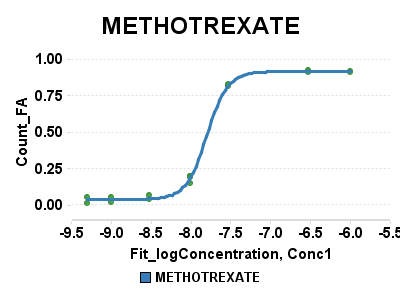 METHOTREXATE
Count_FA
1.00
0.75
0.50
0.25
0.00
-9.5 -9.0 -8.5 -8.0 -7.5 -7.0 -6.5 -6.0 -5.5
Fit_logConcentration, Conc1
METHOTREXATE